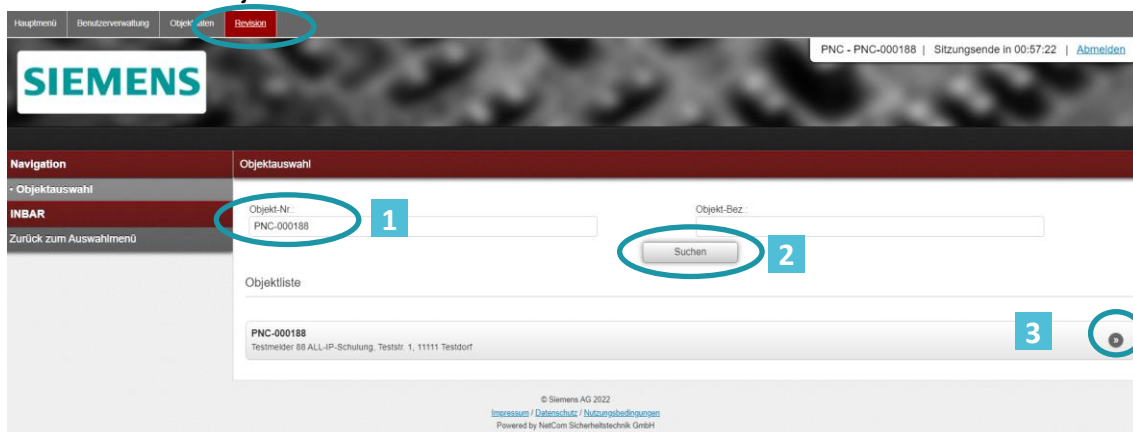 Hauptmenü Benutzerverwaltung Objektdaten Revision
PNC - PNC-000188 | Sitzungsende in 00:57:22 | Abmelden
SIEMENS
Navigation
Objektauswahl
• Objektauswahl
INBAR
Zurück zum Auswahlmenü
Objekt-Nr.:
PNC-000188
1
Objekt-Bez.:
Suchen
2
Objektliste
PNC-000188
Testmelder 88 ALL-IP-Schulung, Teststr. 1, 11111 Testdorf
3
»
© Siemens AG 2022
Impressum / Datenschutz / Nutzungsbedingungen
Powered by NetCom Sicherheitstechnik GmbH